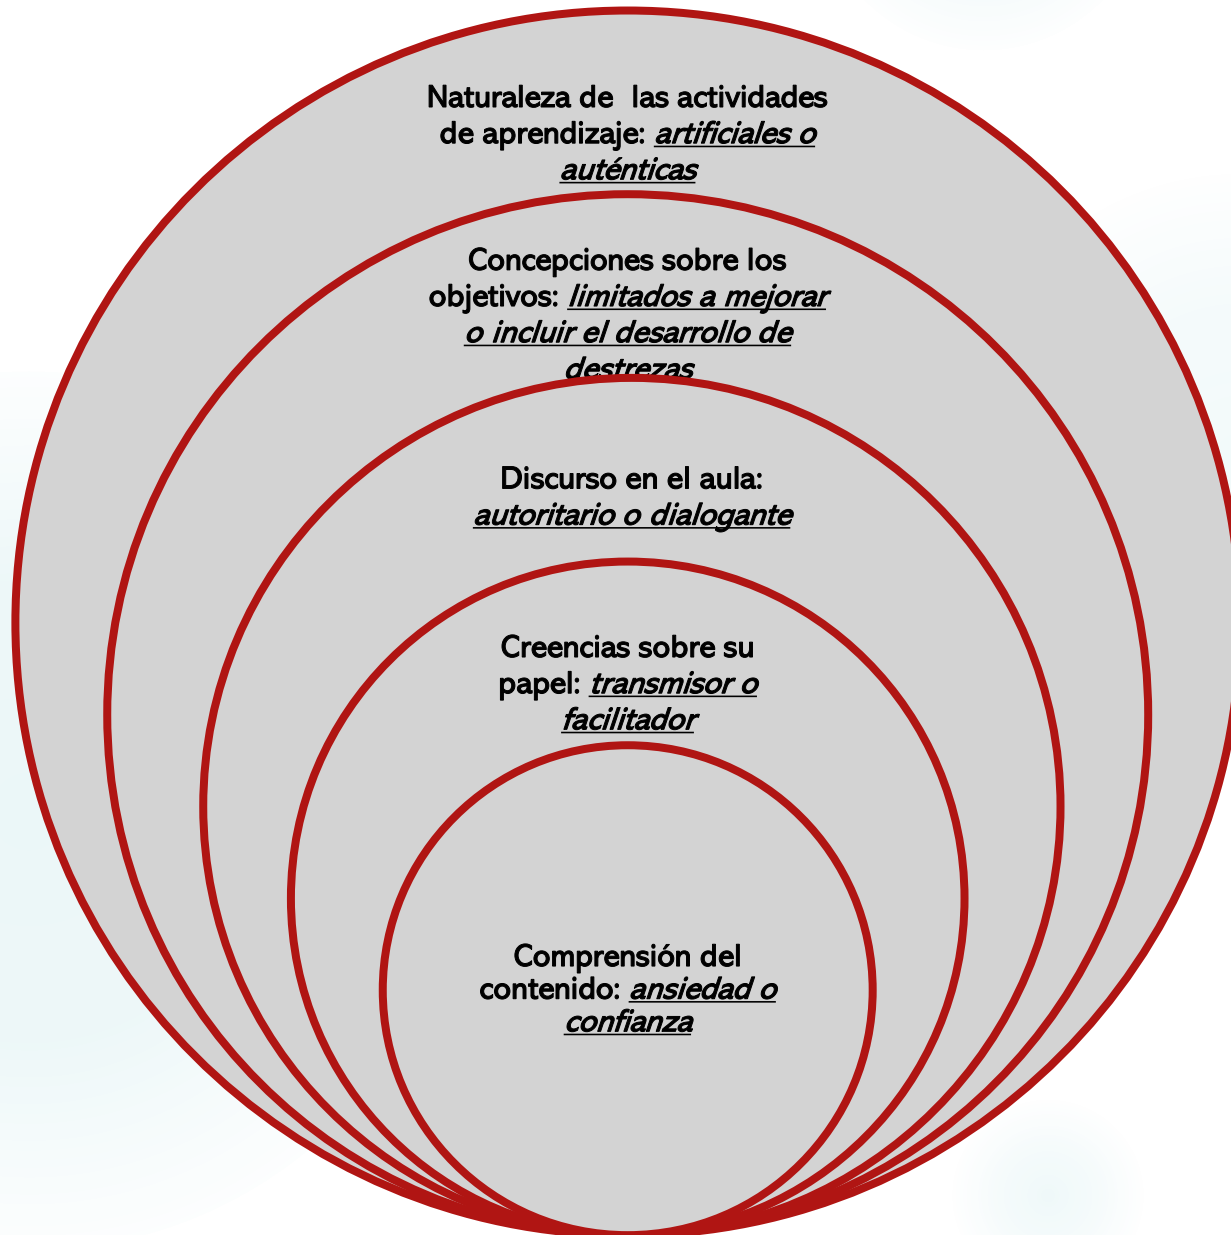 Naturaleza de  las actividades
de aprendizaje: artificiales o
auténticas
Concepciones sobre los
objetivos: limitados a mejorar
o incluir el desarrollo de
destrezas
Discurso en el aula:
autoritario o dialogante
Creencias sobre su
papel: transmisor o
facilitador
Comprensión del
contenido: ansiedad o
confianza